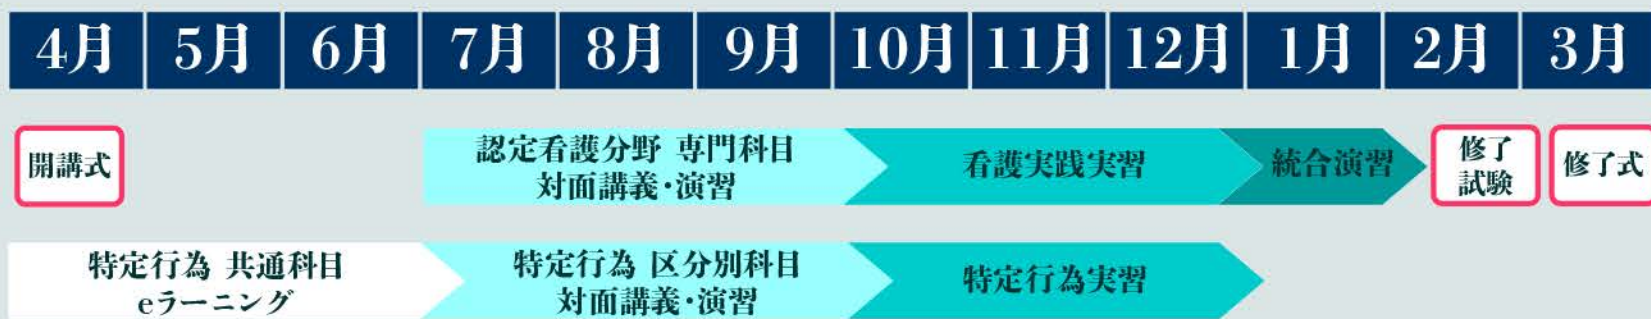 4月 5月 6月 7月 8月 9月 10月 11月 12月 1月 2月 3月
開講式
認定看護分野 専門科目
対面講義・演習
看護実践実習
統合演習
修了
試験
修了式
特定行為 共通科目
eラーニング
特定行為 区分別科目
対面講義・演習
特定行為実習